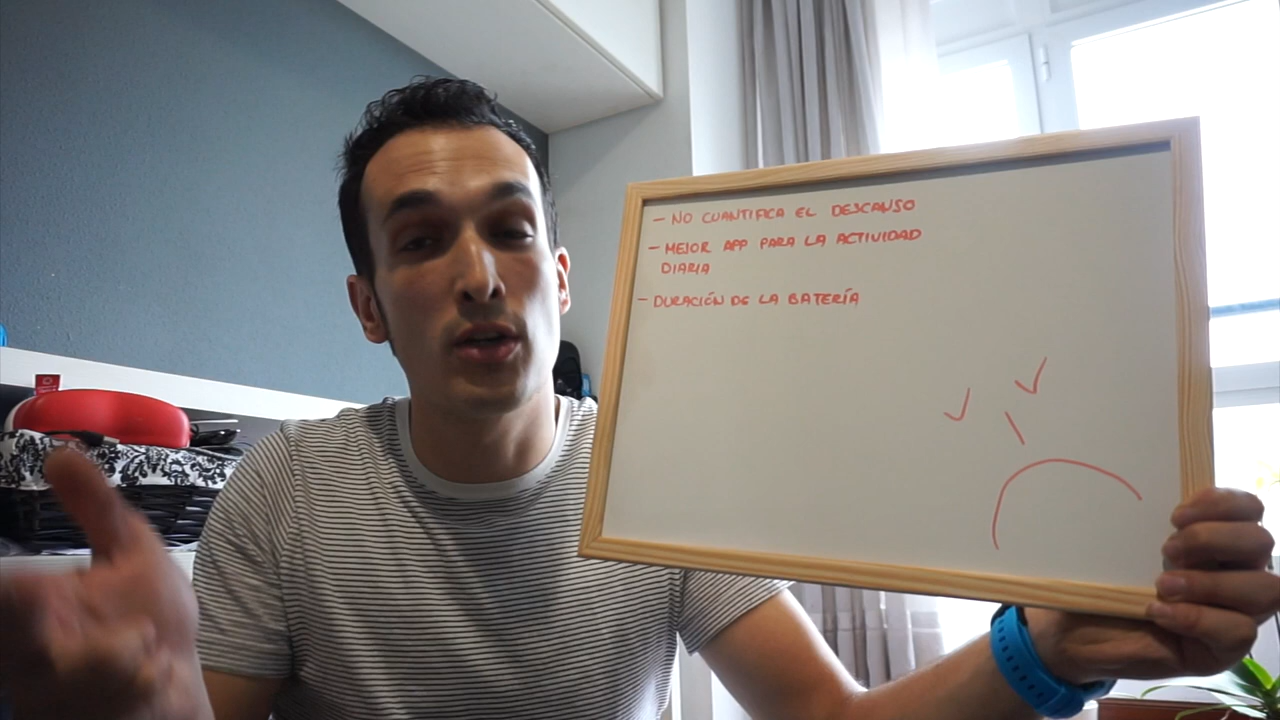 - NO CUANTIFICA EL DESCANSO
- MEJOR APP PARA LA ACTIVIDAD
DIARIA
- DURACIÓN DE LA BATERÍA